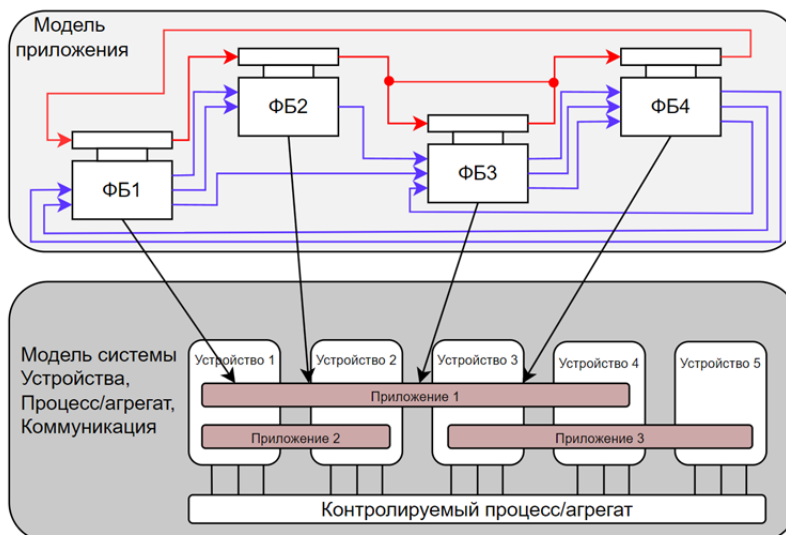 Модель
приложения
ФБ1
ФБ2
ФБ3
ФБ4
Модель системы
Устройства,
Процесс/агрегат,
Коммуникация
Устройство 1
Устройство 2
Устройство 3
Устройство 4
Устройство 5
Приложение 1
Приложение 2
Приложение 3
Контролируемый процесс/агрегат